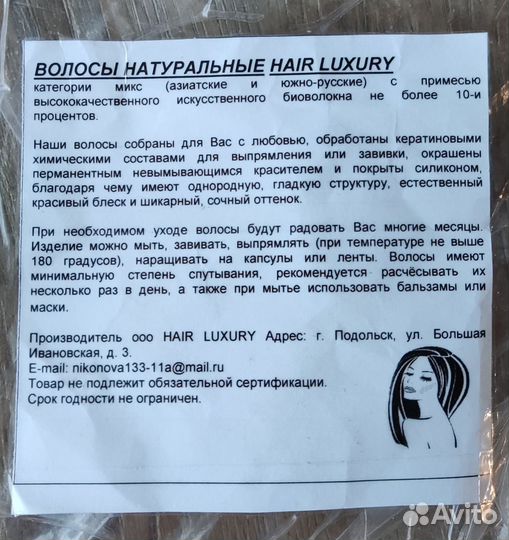 ВОЛОСЫ НАТУРАЛЬНЫЕ HAIR LUXURY
категории микс (азиатские и южно-русские) с примесью
высококачественного искусственного биоволокна не более 10-и
процентов.
Наши волосы собраны для Вас с любовью, обработаны кератиновыми
химическими составами для выпрямления или завивки, окрашены
перманентным невымывающимся красителем и покрыты силиконом,
благодаря чему имеют однородную, гладкую структуру, естественный
красивый блеск и шикарный, сочный оттенок.
При необходимом уходе волосы будут радовать Вас многие месяцы.
Изделие можно мыть, завивать, выпрямлять (при температуре не выше
180 градусов), наращивать на капсулы или ленты. Волосы имеют
минимальную степень спутывания, рекомендуется расчёсывать их
несколько раз в день, а также при мытье использовать бальзамы или
маски.
Производитель ооо HAIR LUXURY Адрес: г. Подольск, ул. Большая
Ивановская, д. 3.
E-mail: nikonova133-11a@mail.ru
Товар не подлежит обязательной сертификации.
Срок годности не ограничен.
Avito